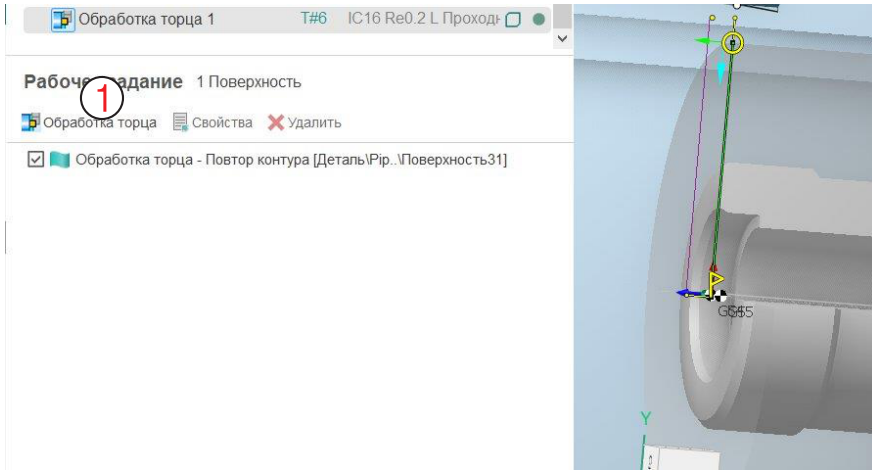 Обработка торца 1 T#6 IC16 Re0.2 L Проходн
Рабочее задание 1 Поверхность
1
Обработка торца Свойства Удалить
Обработка торца - Повтор контура [Деталь\Pip..\Поверхность31]
Y